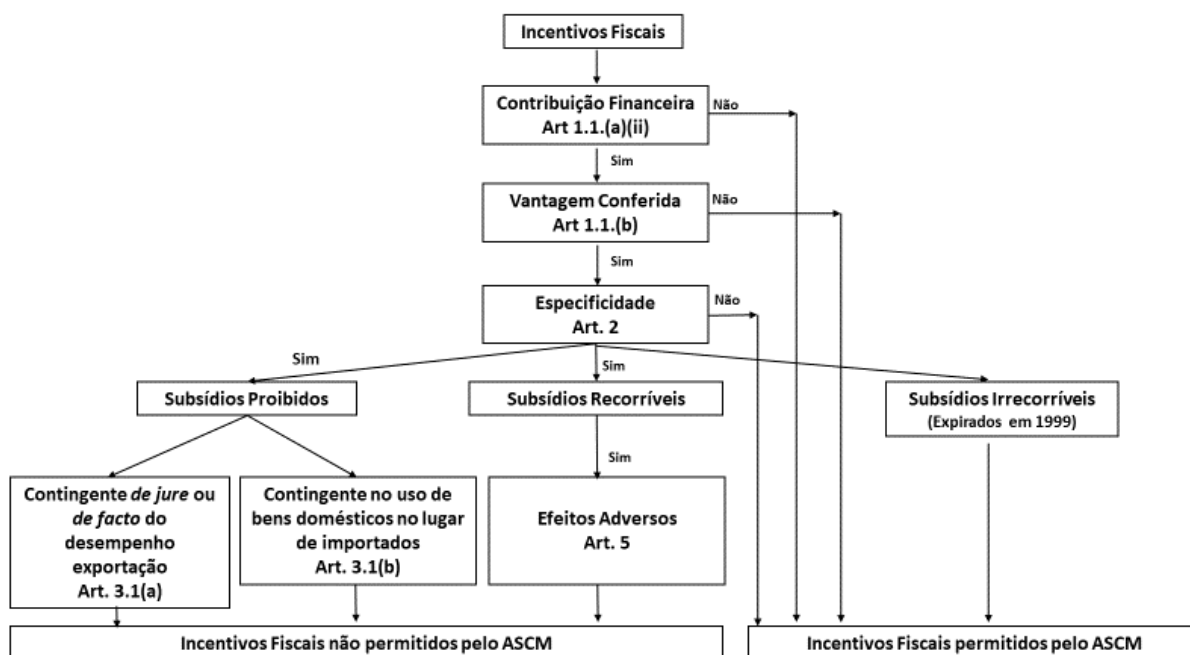 Incentivos Fiscais
Contribuição Financeira
Art 1.1.(a)(ii)
Não
Sim
Vantagem Conferida
Art 1.1.(b)
Não
Sim
Especificidade
Art. 2
Não
Sim
Sim
Subsídios Proibidos
Subsídios Recorríveis
Subsídios Irrecorríveis
(Expirados em 1999)
Sim
Contingente de jure ou
de facto do
desempenho
exportação
Art. 3.1(a)
Contingente no uso de
bens domésticos no lugar
de importados
Art. 3.1(b)
Efeitos Adversos
Art. 5
Incentivos Fiscais não permitidos pelo ASCM
Incentivos Fiscais permitidos pelo ASCM